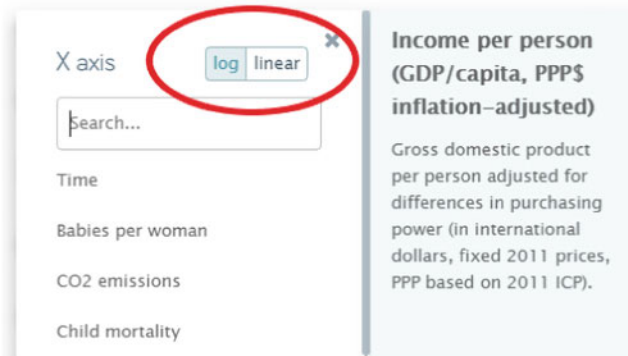 X axis
log linear
Search...
Time
Babies per woman
CO2 emissions
Child mortality
Income per person
(GDP/capita, PPP$
inflation-adjusted)
Gross domestic product
per person adjusted for
differences in purchasing
power (in international
dollars, fixed 2011 prices,
PPP based on 2011 ICP).